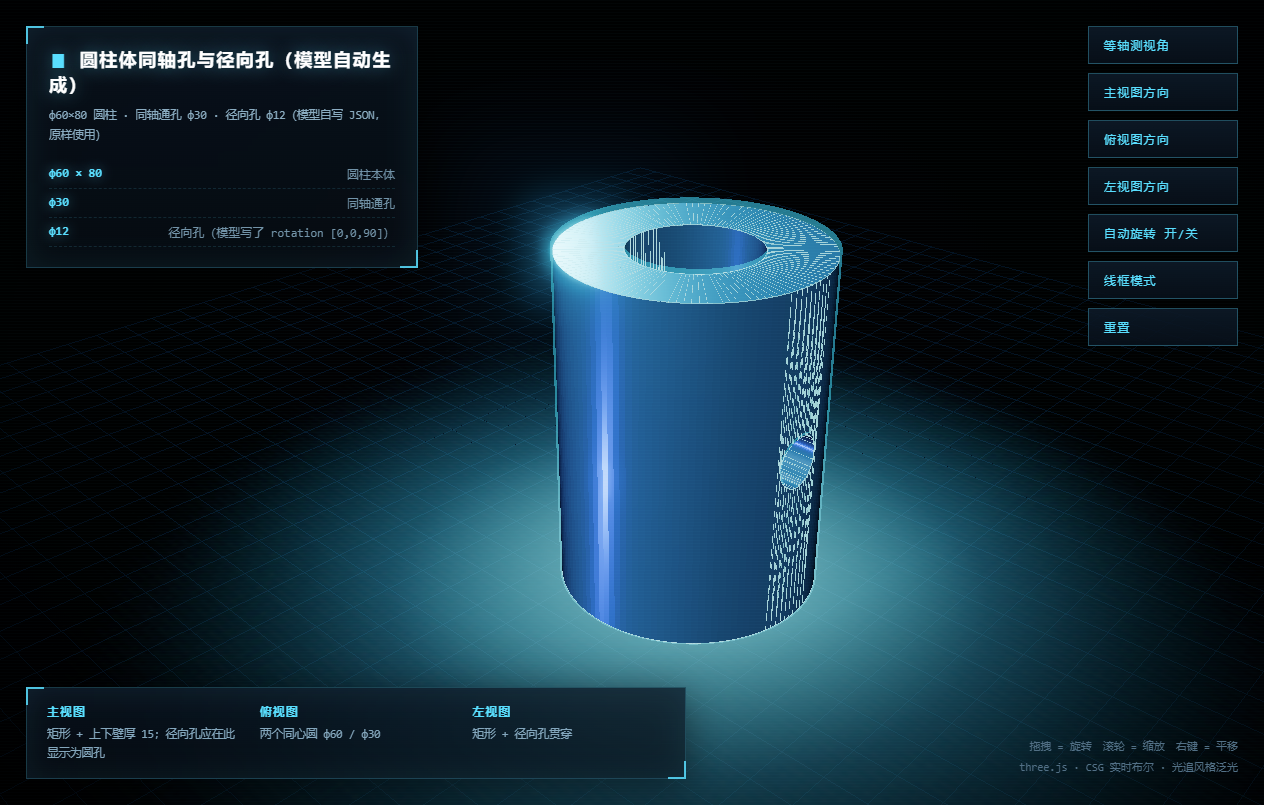 圆柱体同轴孔与径向孔 (模型自动生
成)
ϕ60×80 圆柱 · 同轴通孔 ϕ30 · 径向孔 ϕ12 (模型自写 JSON,
原样使用)
ϕ60 × 80 圆柱本体
ϕ30 同轴通孔
ϕ12 径向孔 (模型写了 rotation [0,0,90])
等轴测视角
主视图方向
俯视图方向
左视图方向
自动旋转 开/关
线框模式
重置
主视图
矩形 + 上下壁厚 15; 径向孔应在此
显示为圆孔
俯视图
两个同心圆 ϕ60 / ϕ30
左视图
矩形 + 径向孔贯穿
拖拽 = 旋转 滚轮 = 缩放 右键 = 平移
three.js · CSG 实时布尔 · 光追风格泛光